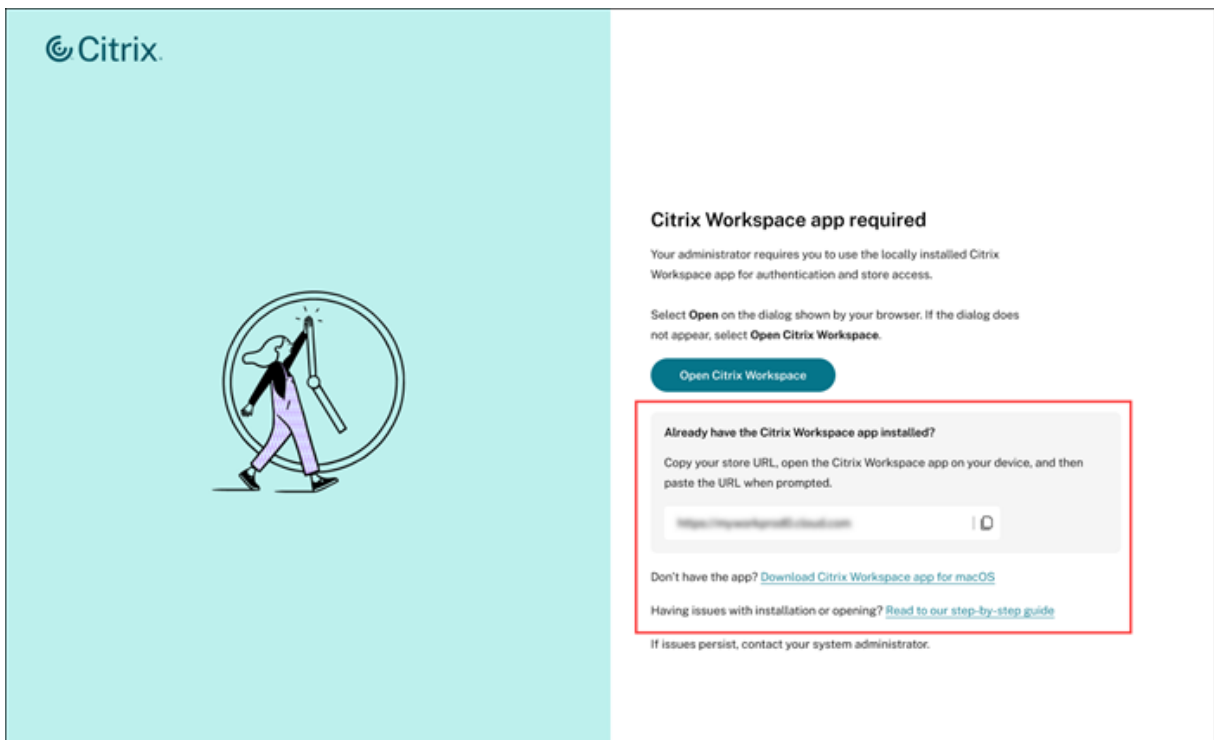 Citrix.
Citrix Workspace app required
Your administrator requires you to use the locally installed Citrix
Workspace app for authentication and store access.
Select Open on the dialog shown by your browser. If the dialog does
not appear, select Open Citrix Workspace.
Open Citrix Workspace
Already have the Citrix Workspace app installed?
Copy your store URL, open the Citrix Workspace app on your device, and then
paste the URL when prompted.
Don't have the app? Download Citrix Workspace app for macOS
Having issues with installation or opening? Read to our step-by-step guide
If issues persist, contact your system administrator.